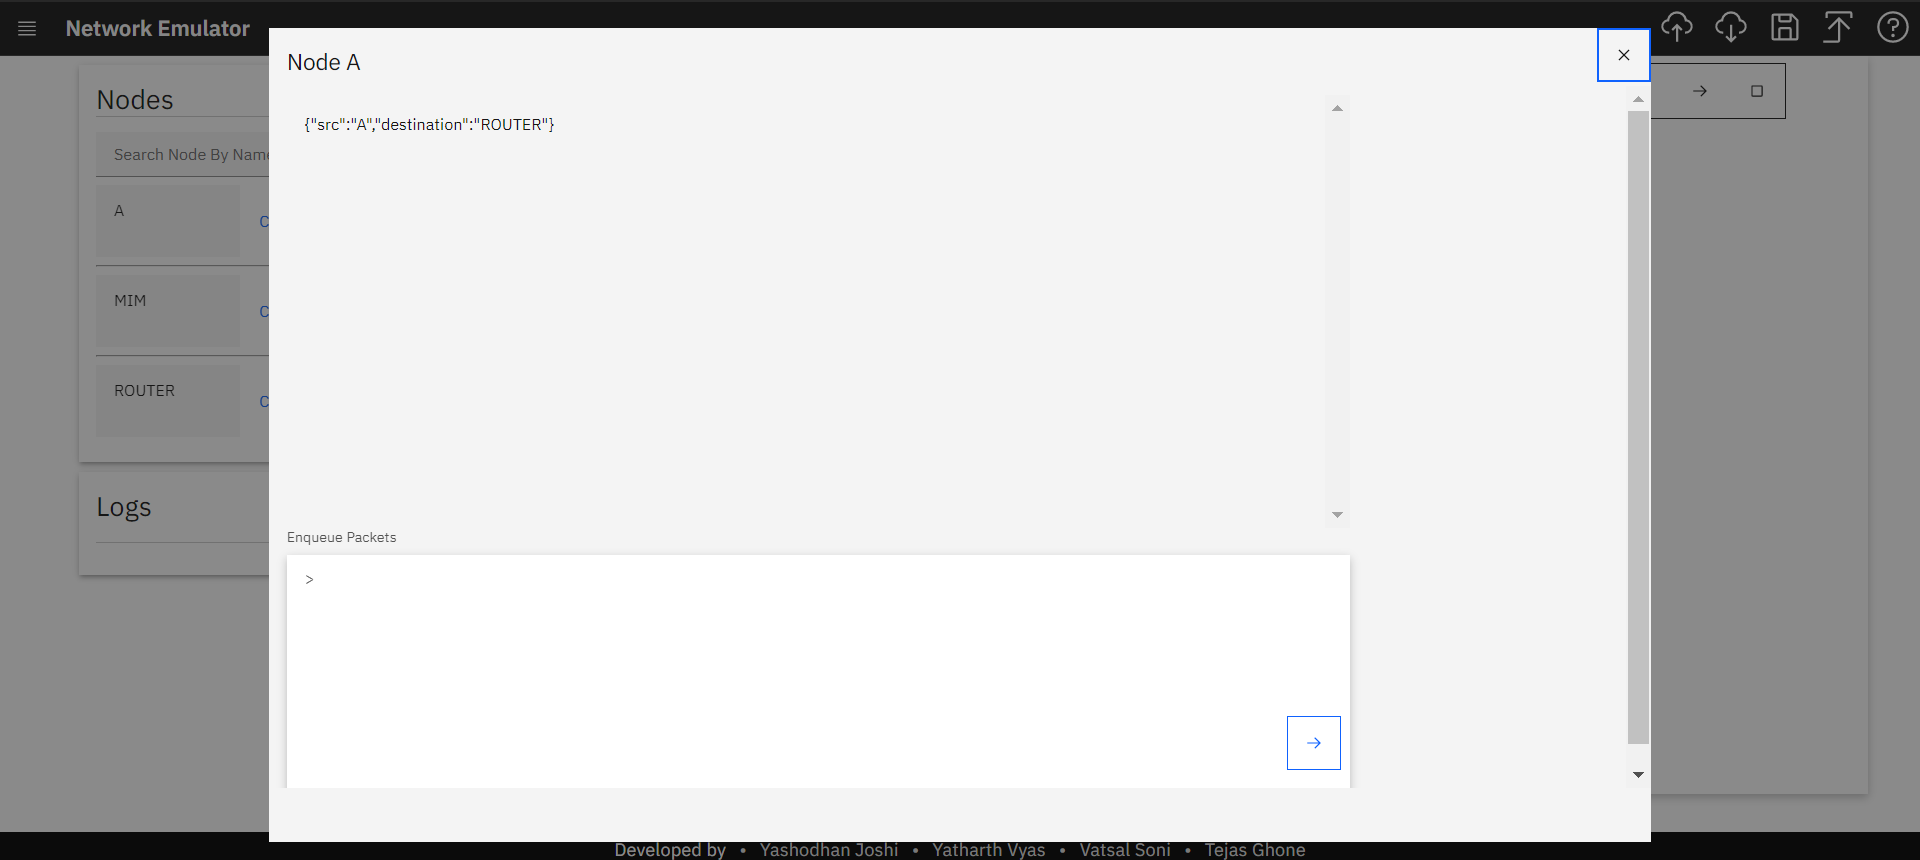 Network Emulator
Node A
{"src":"A","destination":"ROUTER"}
Nodes
Search Node By Name
A
C
MIM
C
ROUTER
C
Logs
Enqueue Packets
>
Developed by • Yashodhan Joshi • Yatharth Vyas • Vatsal Soni • Tejas Ghone